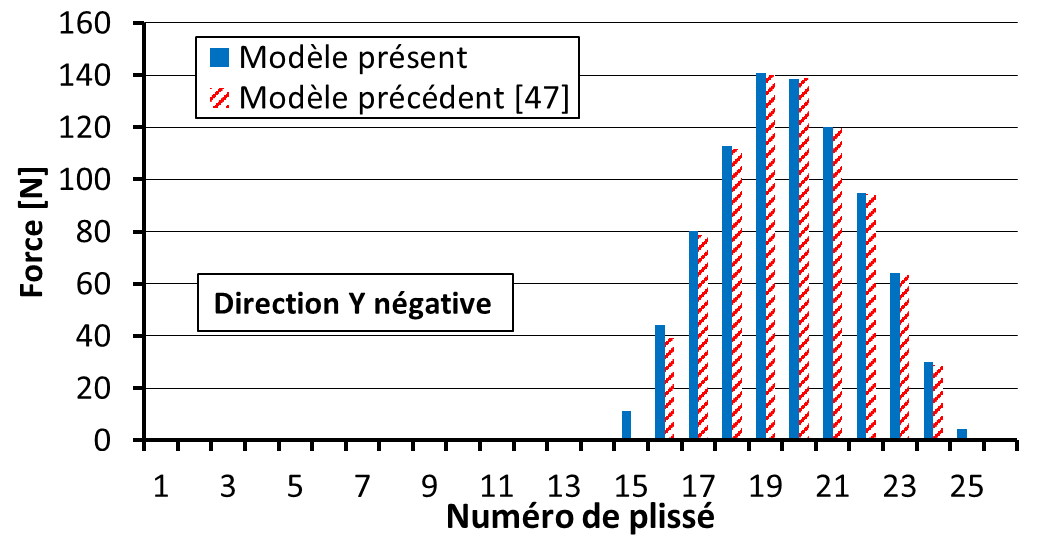 160
140
120
100
80
60
40
20
0
Force [N]
Modèle présent
Modèle précédent [47]
Direction Y négative
1 3 5 7 9 11 13 15 17 19 21 23 25
Numéro de plissé